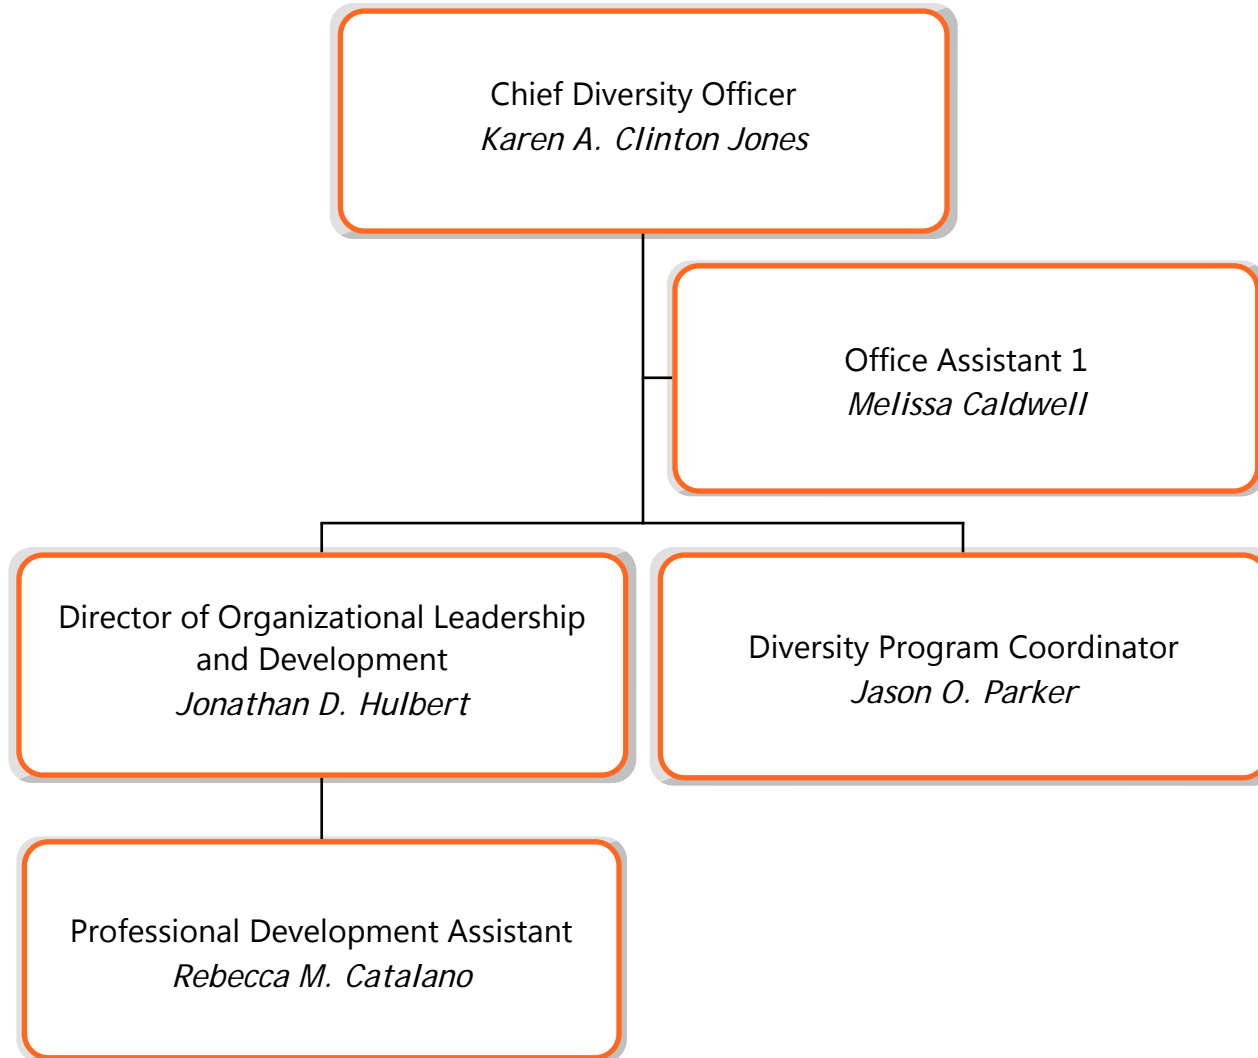 Chief Diversity Officer
Karen A. Clinton Jones
Office Assistant 1
Melissa Caldwell
Director of Organizational Leadership
and Development
Jonathan D. Hulbert
Diversity Program Coordinator
Jason O. Parker
Professional Development Assistant
Rebecca M. Catalano